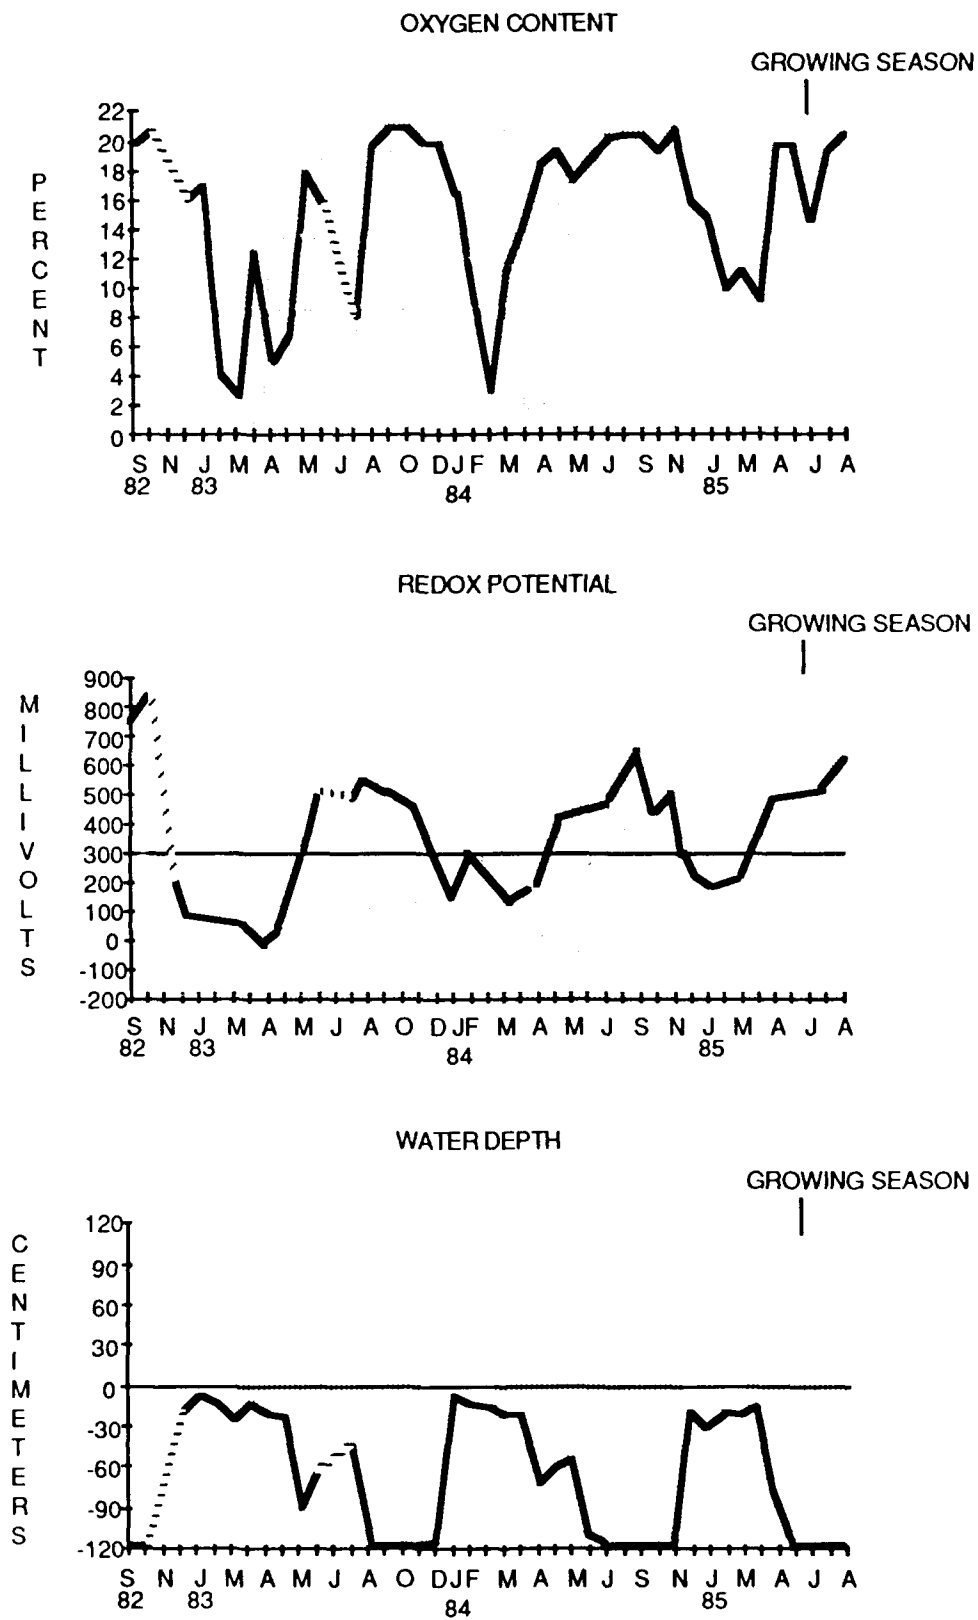 OXYGEN CONTENT
GROWING SEASON
PERCENT
22
20
18
16
14
12
10
8
6
4
2
0
S N J M A M J A O D J F M A M J S N J M A J A
82 83 84 85
REDOX POTENTIAL
GROWING SEASON
MILLIVOLTS
900
800
700
600
500
400
300
200
100
0
-100
-200
S N J M A M J A O D J F M A M J S N J M A J A
82 83 84 85
WATER DEPTH
GROWING SEASON
CENTIMETERS
120
90
60
30
0
-30
-60
-90
-120
S N J M A M J A O D J F M A M J S N J M A J A
82 83 84 85